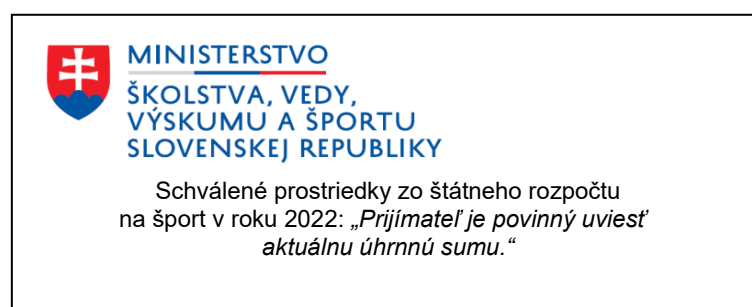 MINISTERSTVO
ŠKOLSTVA, VEDY,
VÝSKUMU A ŠPORTU
SLOVENSKEJ REPUBLIKY
Schválené prostriedky zo štátneho rozpočtu
na šport v roku 2022: „Prijímateľ je povinný uviesť
aktuálnu úhrnnú sumu.“